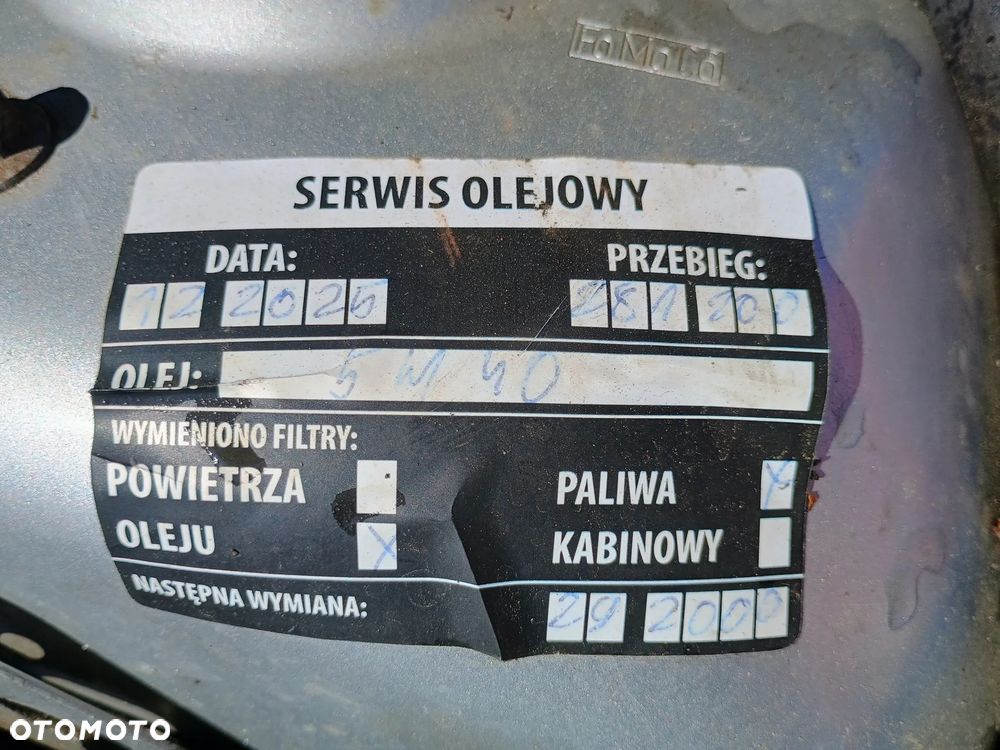 FoMoCo
SERWIS OLEJOWY
DATA: PRZEBIEG:
12 2025 281 200
OLEJ: 5W40
WYMIENIONO FILTRY:
POWIETRZA PALIWA X
OLEJU X KABINOWY
NASTĘPNA WYMIANA: 29 2000
OTOMOTO